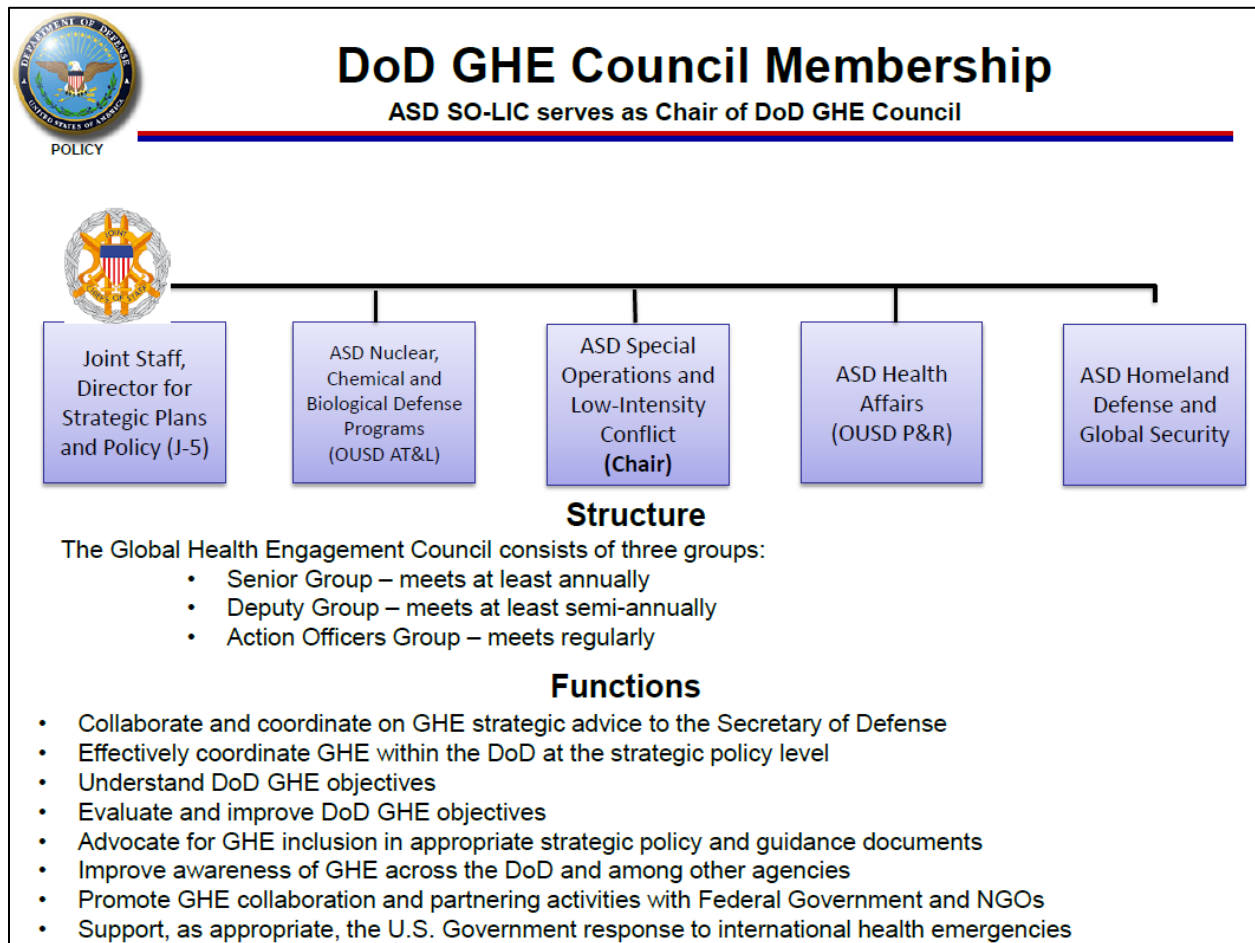 DEPARTMENT OF DEFENSE
UNITED STATES OF AMERICA
POLICY
DoD GHE Council Membership
ASD SO-LIC serves as Chair of DoD GHE Council
JOINT
CHIEFS OF STAFF
Joint Staff,
Director for
Strategic Plans
and Policy (J-5)
ASD Nuclear,
Chemical and
Biological Defense
Programs
(OUSD AT&L)
ASD Special
Operations and
Low-Intensity
Conflict
(Chair)
ASD Health
Affairs
(OUSD P&R)
ASD Homeland
Defense and
Global Security
Structure
The Global Health Engagement Council consists of three groups:
• Senior Group – meets at least annually
• Deputy Group – meets at least semi-annually
• Action Officers Group – meets regularly
Functions
• Collaborate and coordinate on GHE strategic advice to the Secretary of Defense
• Effectively coordinate GHE within the DoD at the strategic policy level
• Understand DoD GHE objectives
• Evaluate and improve DoD GHE objectives
• Advocate for GHE inclusion in appropriate strategic policy and guidance documents
• Improve awareness of GHE across the DoD and among other agencies
• Promote GHE collaboration and partnering activities with Federal Government and NGOs
• Support, as appropriate, the U.S. Government response to international health emergencies